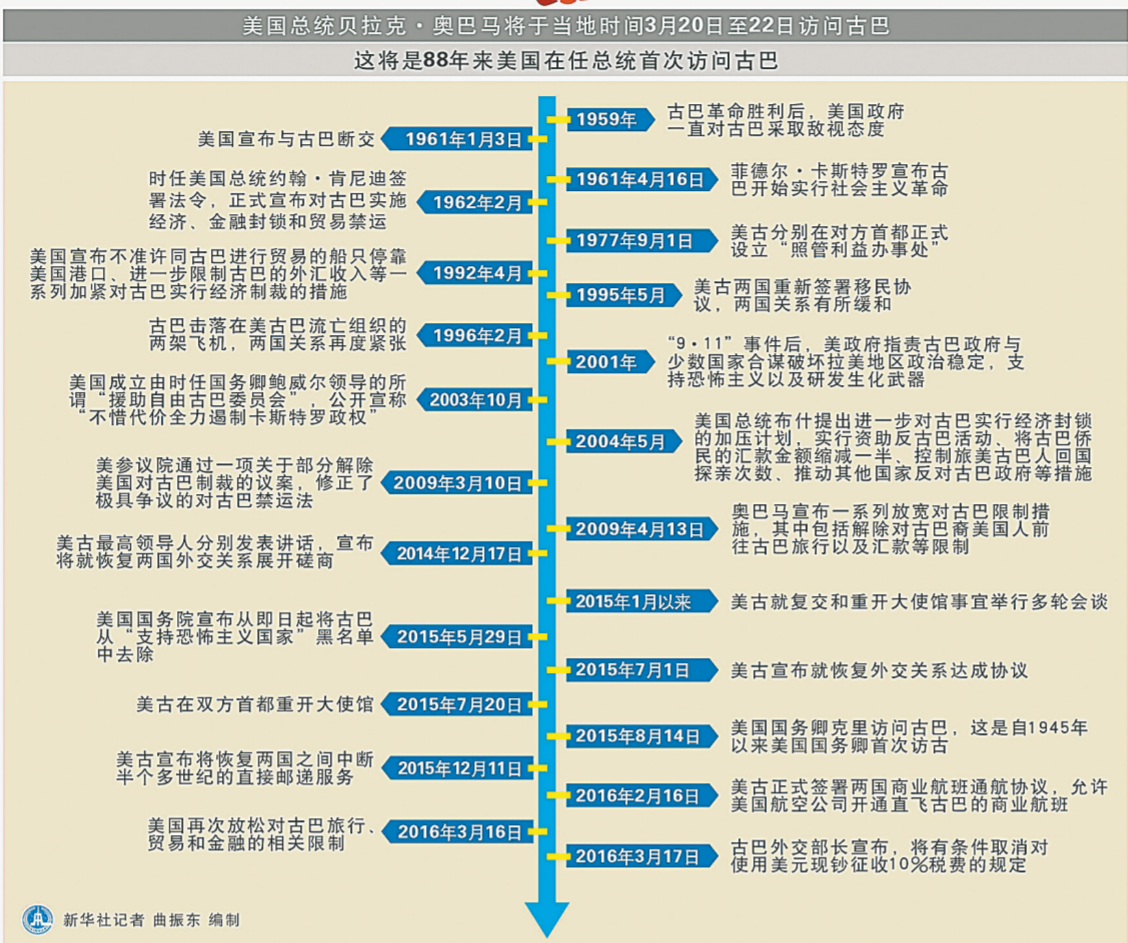 美国总统贝拉克·奥巴马将于当地时间3月20日至22日访问古巴
这将是88年来美国在任总统首次访问古巴
1959年
古巴革命胜利后，美国政府
一直对古巴采取敌视态度
美国宣布与古巴断交
1961年1月3日
1961年4月16日
菲德尔·卡斯特罗宣布古
巴开始实行社会主义革命
时任美国总统约翰·肯尼迪签
署法令，正式宣布对古巴实施
经济、金融封锁和贸易禁运
1962年2月
1977年9月1日
美古分别在对方首都正式
设立“照管利益办事处”
美国宣布不准许同古巴进行贸易的船只停靠
美国港口、进一步限制古巴的外汇收入等一
系列加紧对古巴实行经济制裁的措施
1992年4月
1995年5月
美古两国重新签署移民协
议，两国关系有所缓和
古巴击落在美古巴流亡组织的
两架飞机，两国关系再度紧张
1996年2月
2001年
“9·11”事件后，美政府指责古巴政府与
少数国家合谋破坏拉美地区政治稳定，支
持恐怖主义以及研发生化武器
美国成立由时任国务卿鲍威尔领导的所
谓“援助自由古巴委员会”，公开宣称
“不惜代价全力遏制卡斯特罗政权”
2003年10月
2004年5月
美国总统布什提出进一步对古巴实行经济封锁
的加压计划，实行资助反古巴活动、将古巴侨
民的汇款金额缩减一半、控制旅美古巴人回国
探亲次数、推动其他国家反对古巴政府等措施
美参议院通过一项关于部分解除
美国对古巴制裁的议案，修正了
极具争议的对古巴禁运法
2009年3月10日
2009年4月13日
奥巴马宣布一系列放宽对古巴限制措
施，其中包括解除对古巴裔美国人前
往古巴旅行以及汇款等限制
美古最高领导人分别发表讲话，宣布
将就恢复两国外交关系展开磋商
2014年12月17日
2015年1月以来
美古就复交和重开大使馆事宜举行多轮会谈
美国国务院宣布从即日起将古巴
从“支持恐怖主义国家”黑名单
中去除
2015年5月29日
2015年7月1日
美古宣布就恢复外交关系达成协议
美古在双方首都重开大使馆
2015年7月20日
2015年8月14日
美国国务卿克里访问古巴，这是自1945年
以来美国国务卿首次访古
美古宣布将恢复两国之间中断
半个多世纪的直接邮递服务
2015年12月11日
2016年2月16日
美古正式签署两国商业航班通航协议，允许
美国航空公司开通直飞古巴的商业航班
美国再次放松对古巴旅行、
贸易和金融的相关限制
2016年3月16日
2016年3月17日
古巴外交部长宣布，将有条件取消对
使用美元现钞征收10%税费的规定
新华社记者 曲振东 编制